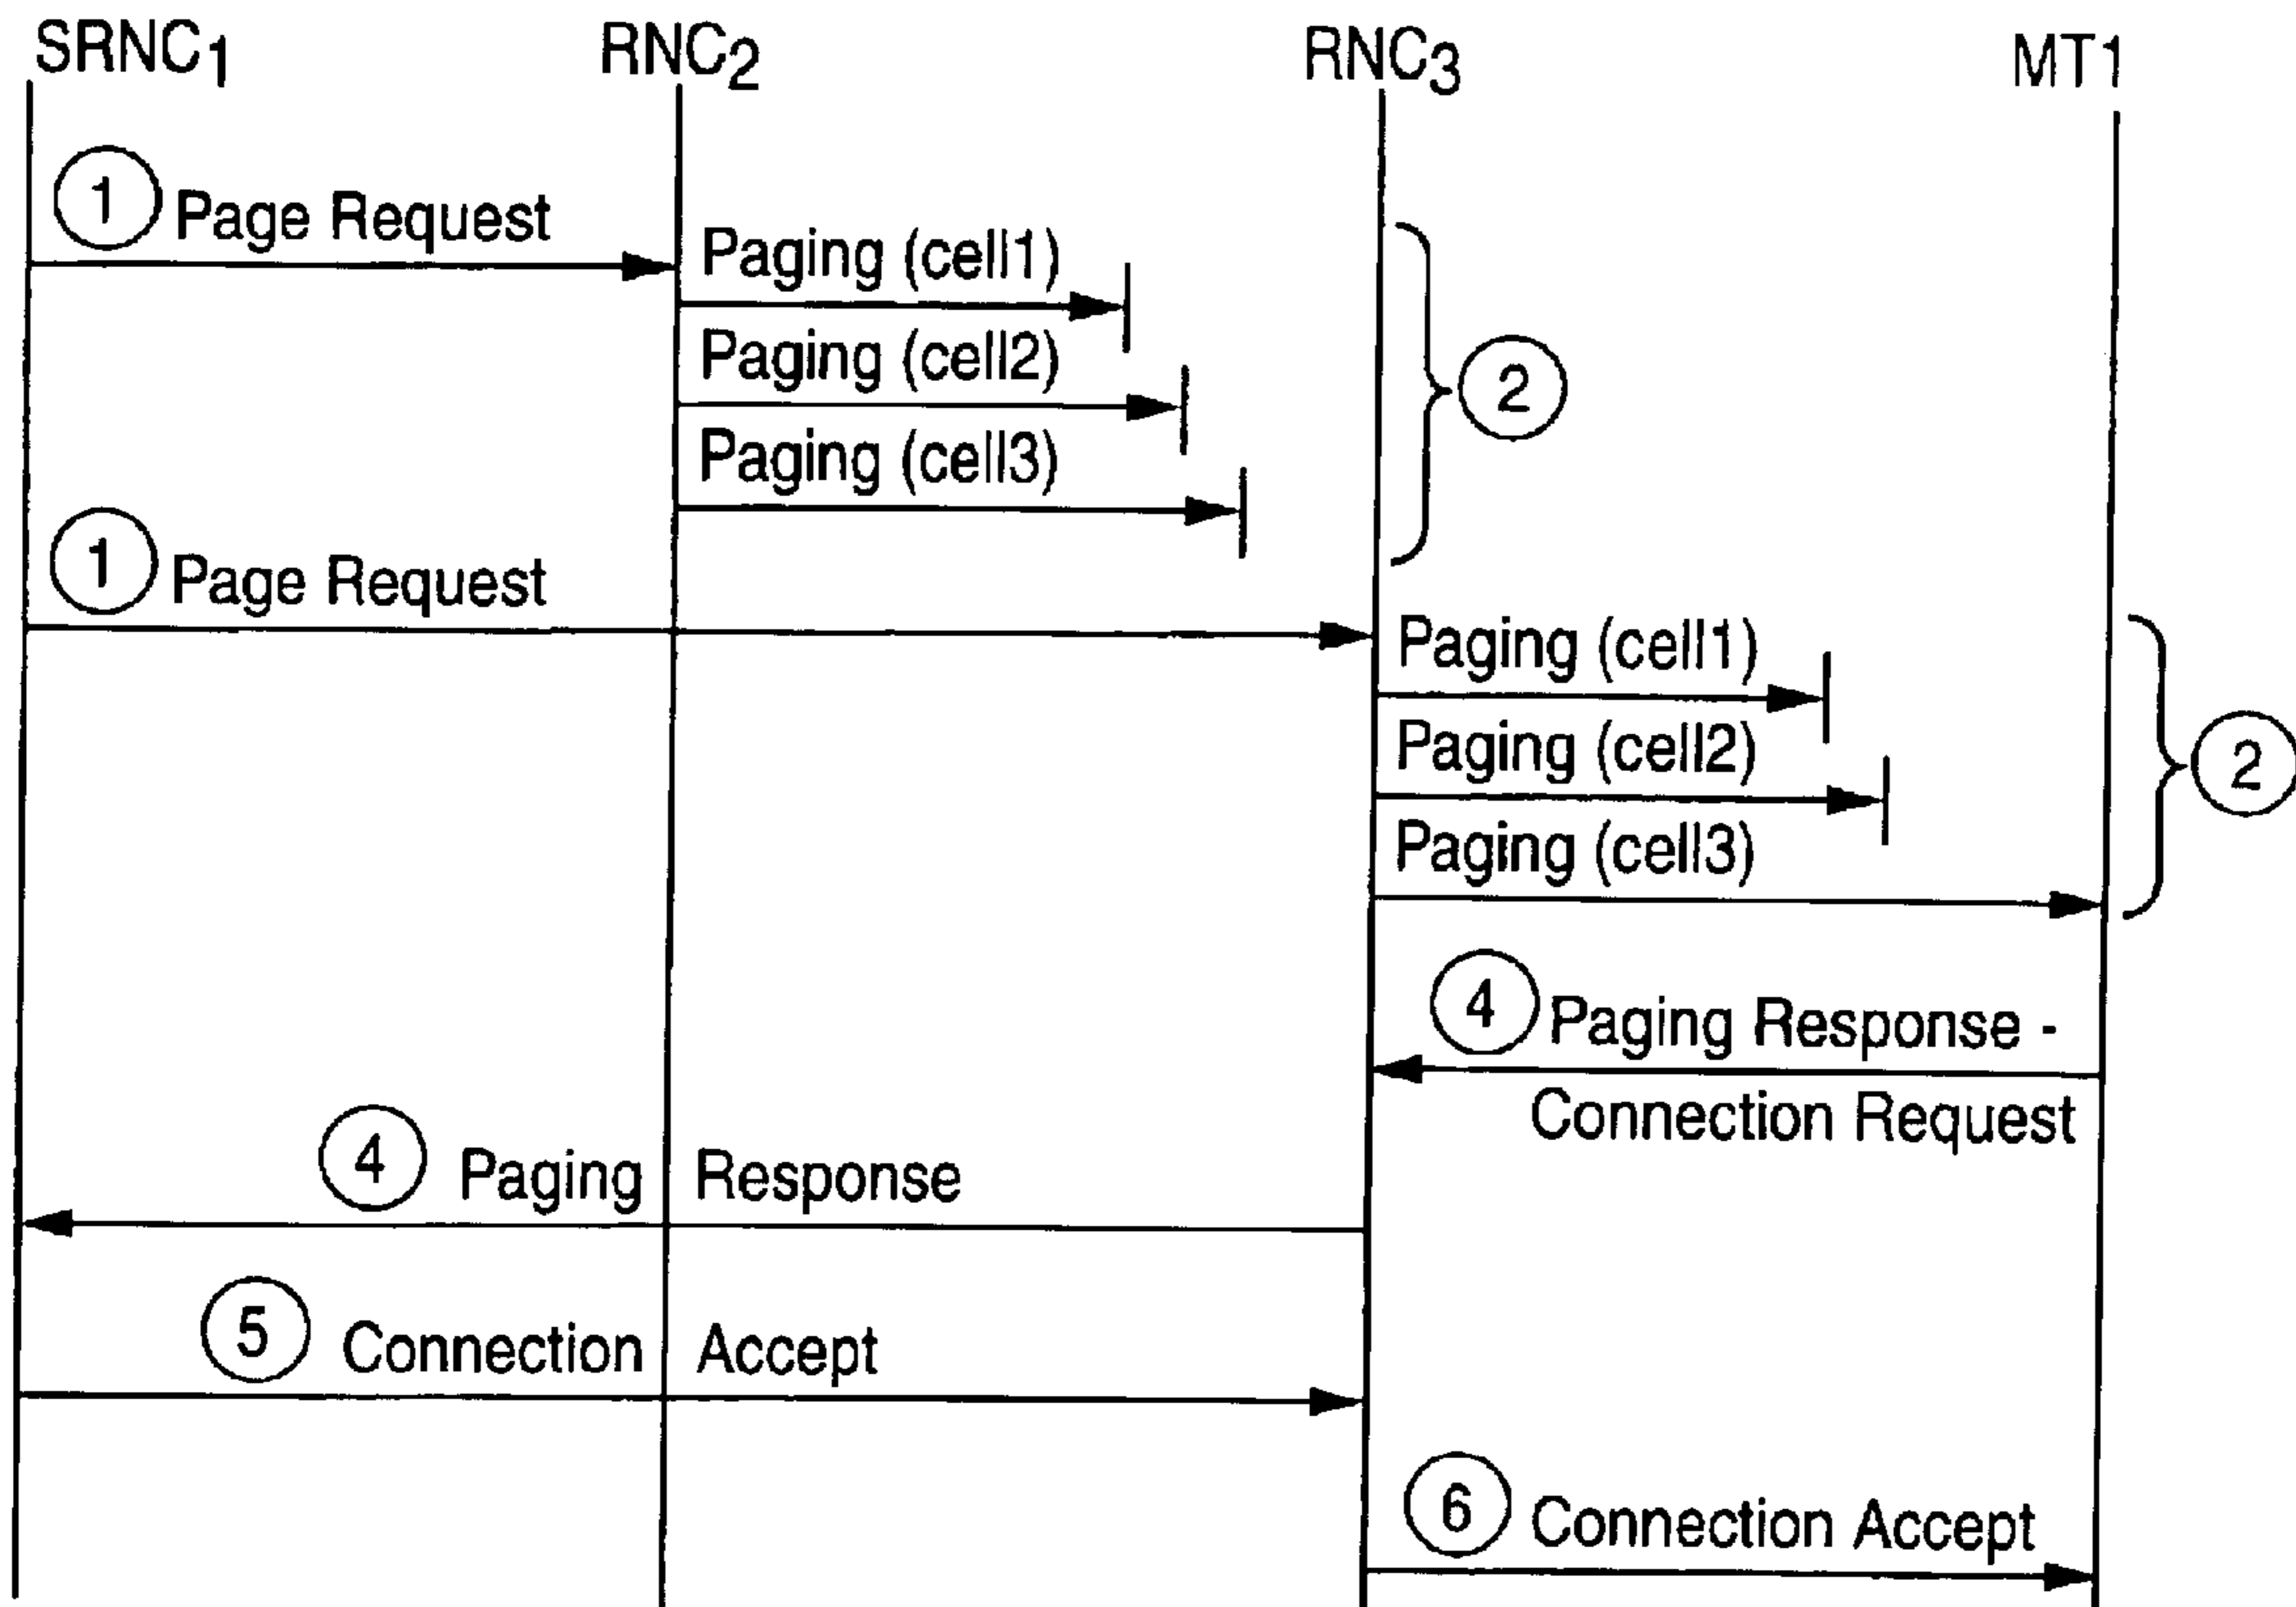 SRNC1 RNC2 RNC3 MT1
1 Page Request
Paging (cell1)
Paging (cell2)
2
Paging (cell3)
1 Page Request
Paging (cell1)
Paging (cell2)
2
Paging (cell3)
4 Paging Response -
Connection Request
4 Paging Response
5 Connection Accept
6 Connection Accept